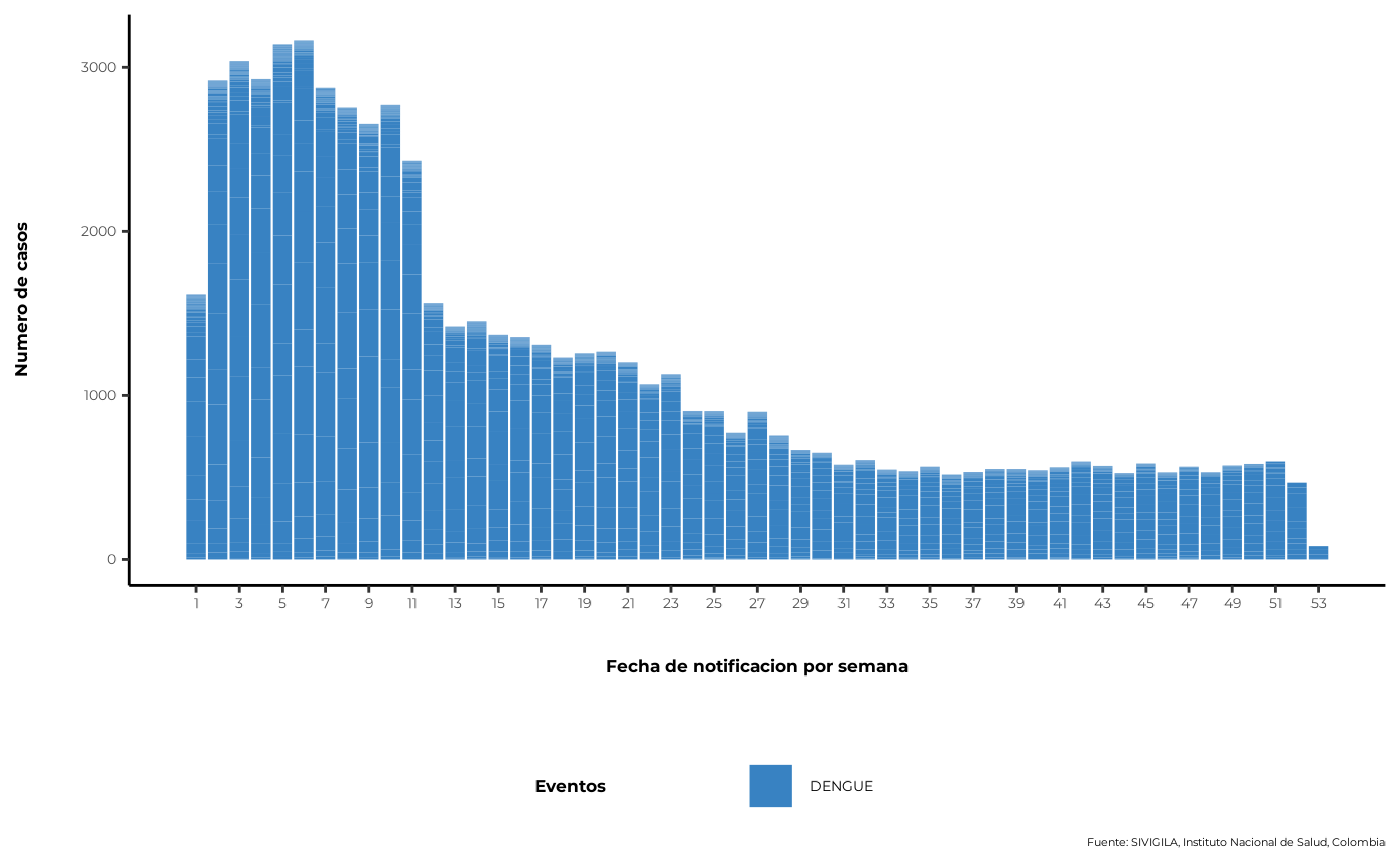 Numero de casos
3000
2000
1000
0
1 3 5 7 9 11 13 15 17 19 21 23 25 27 29 31 33 35 37 39 41 43 45 47 49 51 53
Fecha de notificacion por semana
Eventos DENGUE
Fuente: SIVIGILA, Instituto Nacional de Salud, Colombia